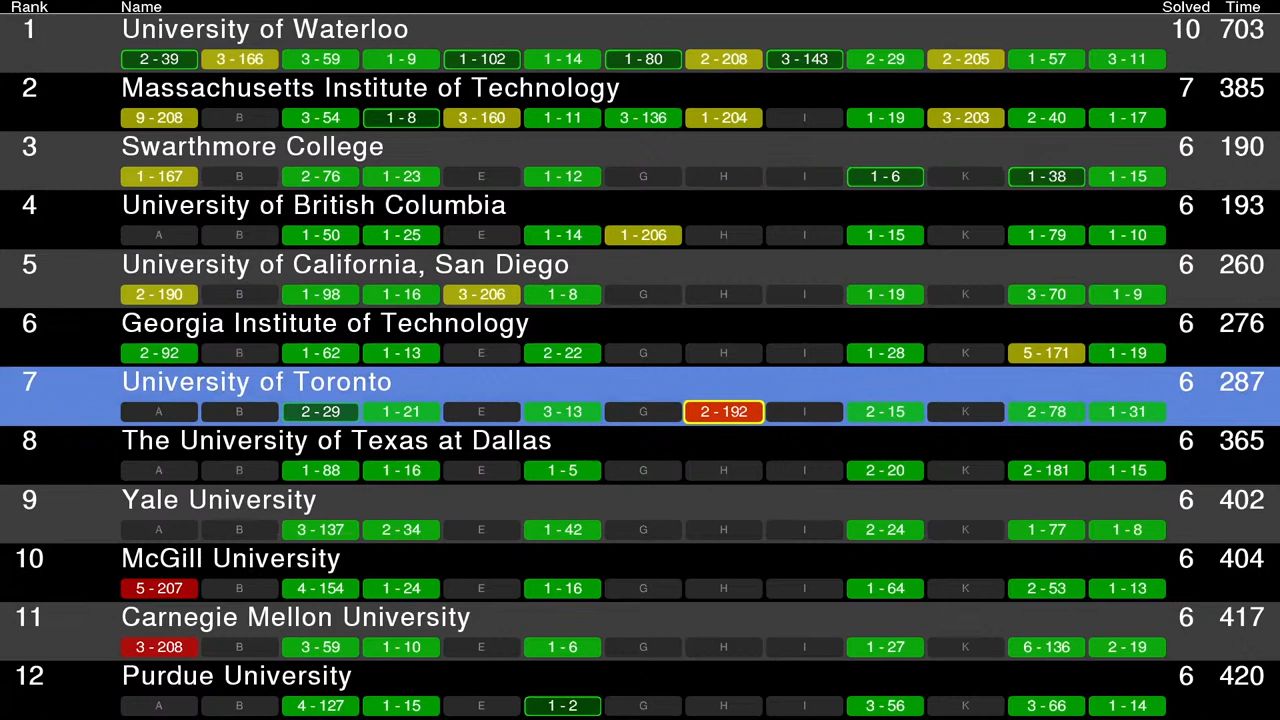 Rank Name Solved Time
1 University of Waterloo 10 703
2 - 39 3 - 166 3 - 59 1 - 9 1 - 102 1 - 14 1 - 80 2 - 208 3 - 143 2 - 29 2 - 205 1 - 57 3 - 11
2 Massachusetts Institute of Technology 7 385
9 - 208 B 3 - 54 1 - 8 3 - 160 1 - 11 3 - 136 1 - 204 I 1 - 19 3 - 203 2 - 40 1 - 17
3 Swarthmore College 6 190
1 - 167 B 2 - 76 1 - 23 E 1 - 12 G H I 1 - 6 K 1 - 38 1 - 15
4 University of British Columbia 6 193
A B 1 - 50 1 - 25 E 1 - 14 1 - 206 H I 1 - 15 K 1 - 79 1 - 10
5 University of California, San Diego 6 260
2 - 190 B 1 - 98 1 - 16 3 - 206 1 - 8 G H I 1 - 19 K 3 - 70 1 - 9
6 Georgia Institute of Technology 6 276
2 - 92 B 1 - 62 1 - 13 E 2 - 22 G H I 1 - 28 K 5 - 171 1 - 19
7 University of Toronto 6 287
A B 2 - 29 1 - 21 E 3 - 13 G 2 - 192 I 2 - 15 K 2 - 78 1 - 31
8 The University of Texas at Dallas 6 365
A B 1 - 88 1 - 16 E 1 - 5 G H I 2 - 20 K 2 - 181 1 - 15
9 Yale University 6 402
A B 3 - 137 2 - 34 E 1 - 42 G H I 2 - 24 K 1 - 77 1 - 8
10 McGill University 6 404
5 - 207 B 4 - 154 1 - 24 E 1 - 16 G H I 1 - 64 K 2 - 53 1 - 13
11 Carnegie Mellon University 6 417
3 - 208 B 3 - 59 1 - 10 E 1 - 6 G H I 1 - 27 K 6 - 136 2 - 19
12 Purdue University 6 420
A B 4 - 127 1 - 15 E 1 - 2 G H I 3 - 56 K 3 - 66 1 - 14